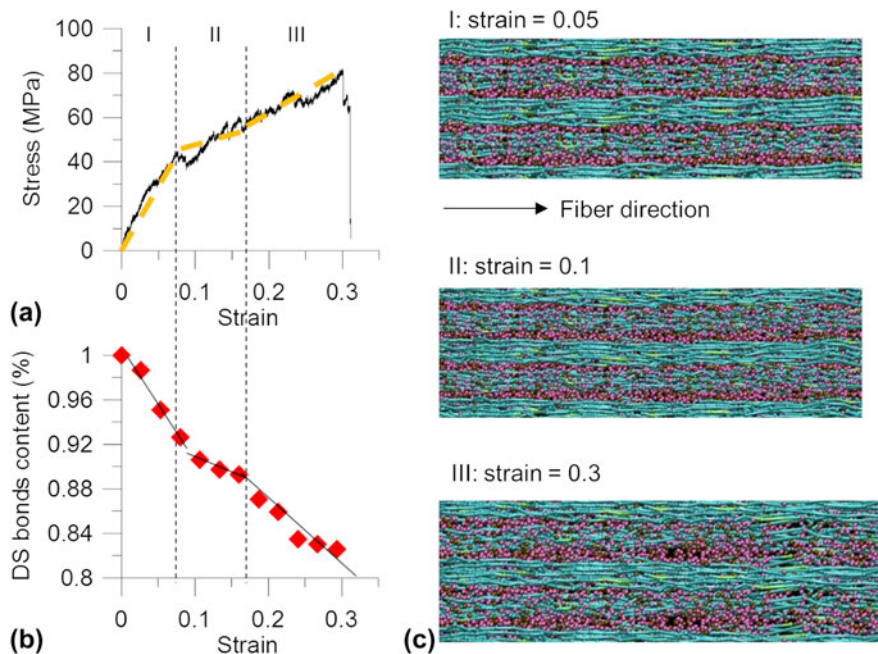 I II III
100
80
60
40
20
0
Stress (MPa)
0 0.1 0.2 0.3
Strain
(a)
1
0.96
0.92
0.88
0.84
0.8
DS bonds content (%)
0 0.1 0.2 0.3
Strain
(b)
I: strain = 0.05
Fiber direction
II: strain = 0.1
III: strain = 0.3
(c)